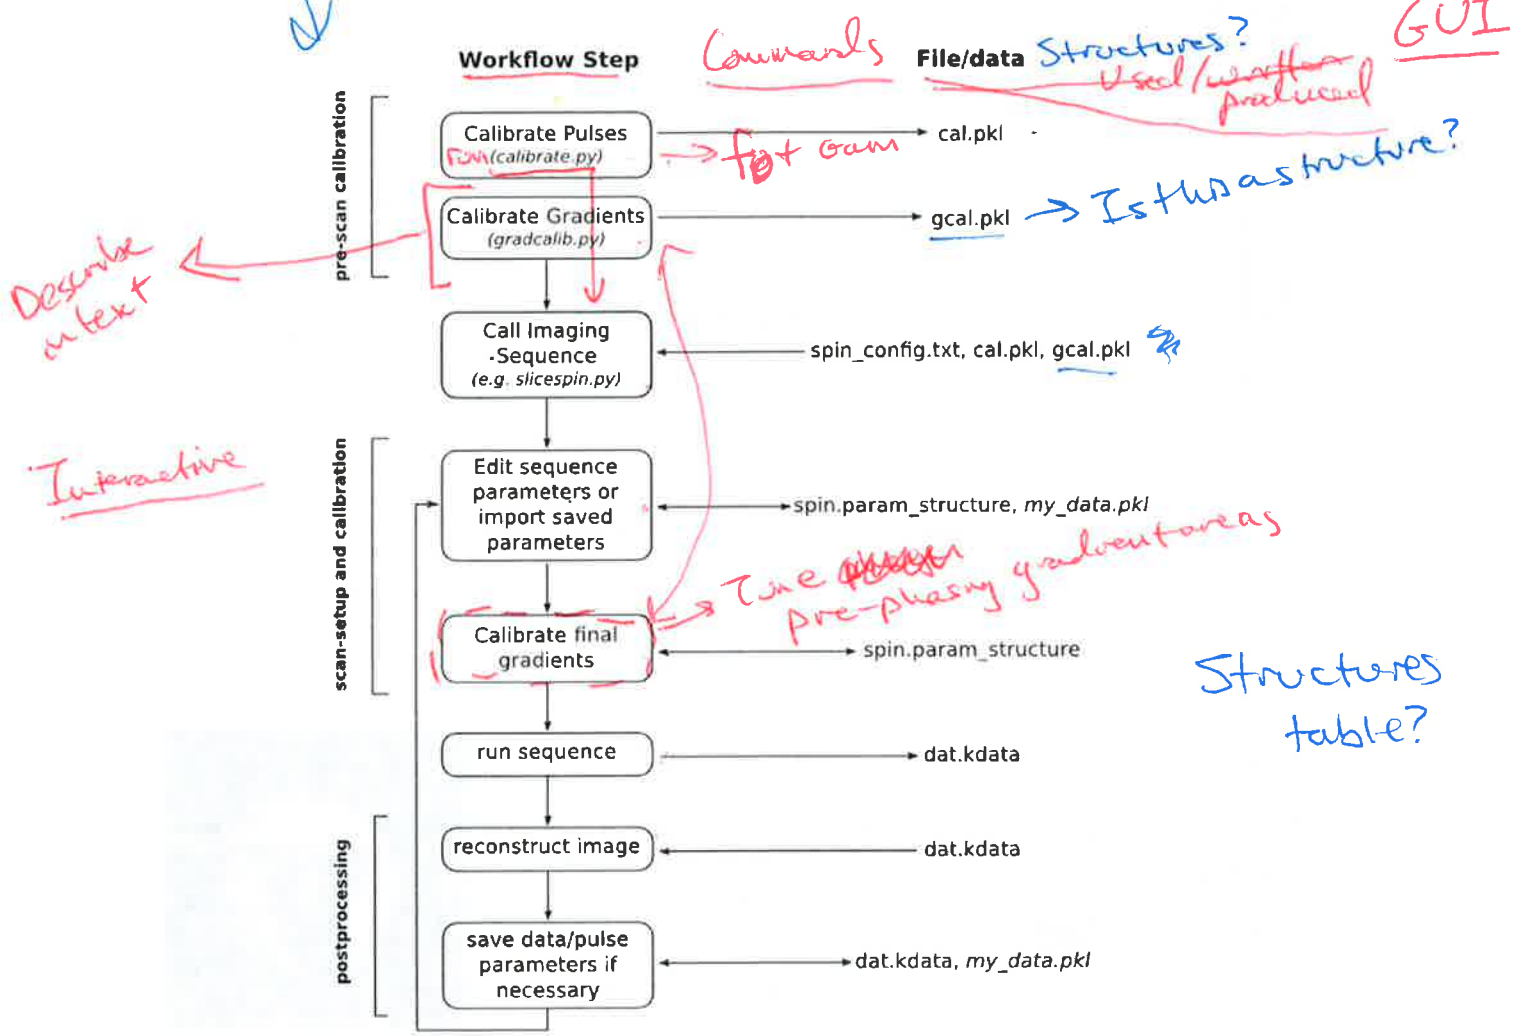 GUI
Workflow Step
Commands
File/data Structures?
Used/written
produced
pre-scan calibration
Calibrate Pulses
run (calibrate.py)
cal.pkl
Calibrate Gradients
(gradcalib.py)
gcal.pkl → Is this a structure?
Describe
in text
Call Imaging
Sequence
(e.g. slicespin.py)
spin_config.txt, cal.pkl, gcal.pkl
Interactive
scan-setup and calibration
Edit sequence
parameters or
import saved
parameters
spin.param_structure, my_data.pkl
Calibrate final
gradients
Tune
pre-phasing gradient areas
spin.param_structure
Structures
table?
run sequence
dat.kdata
postprocessing
reconstruct image
dat.kdata
save data/pulse
parameters if
necessary
dat.kdata, my_data.pkl